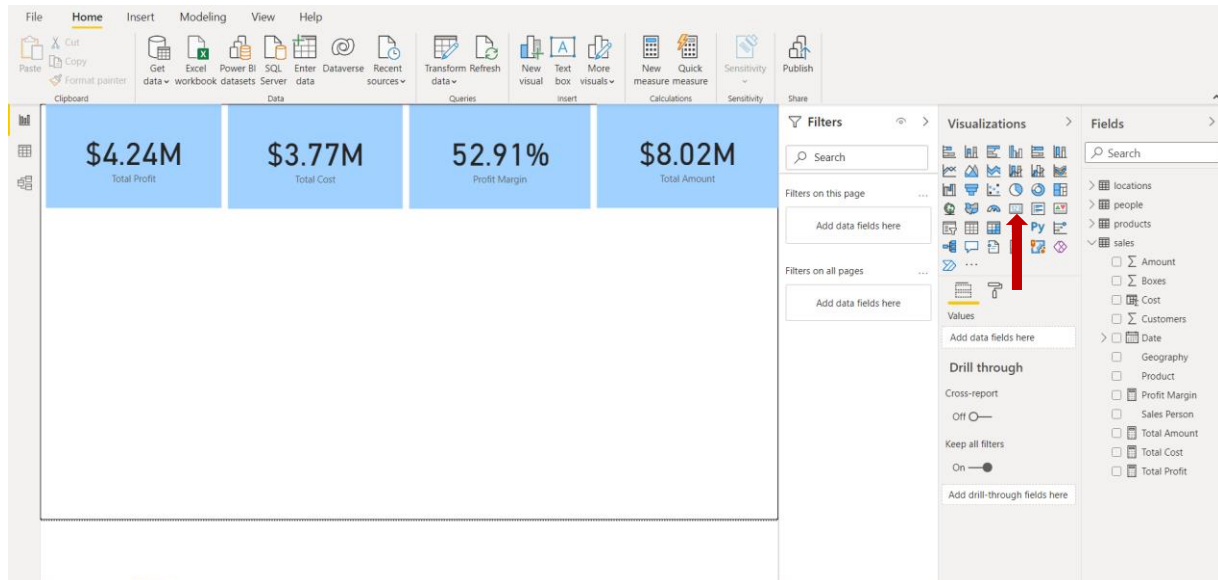 File Home Insert Modeling View Help
Cut
Copy
Format painter
Paste
Get data
Excel workbook
Power BI datasets
SQL Server
Enter data
Dataverse
Recent sources
Transform data
Refresh
New visual
Text box
More visuals
New measure
Quick measure
Sensitivity
Publish
Clipboard
Data
Queries
Insert
Calculations
Sensitivity
Share
$4.24M
Total Profit
$3.77M
Total Cost
52.91%
Profit Margin
$8.02M
Total Amount
Filters
Search
Filters on this page
...
Add data fields here
Filters on all pages
...
Add data fields here
Visualizations
Py
...
Values
Add data fields here
Drill through
Cross-report
Off
Keep all filters
On
Add drill-through fields here
Fields
Search
locations
people
products
sales
∑ Amount
∑ Boxes
Cost
∑ Customers
Date
Geography
Product
Profit Margin
Sales Person
Total Amount
Total Cost
Total Profit